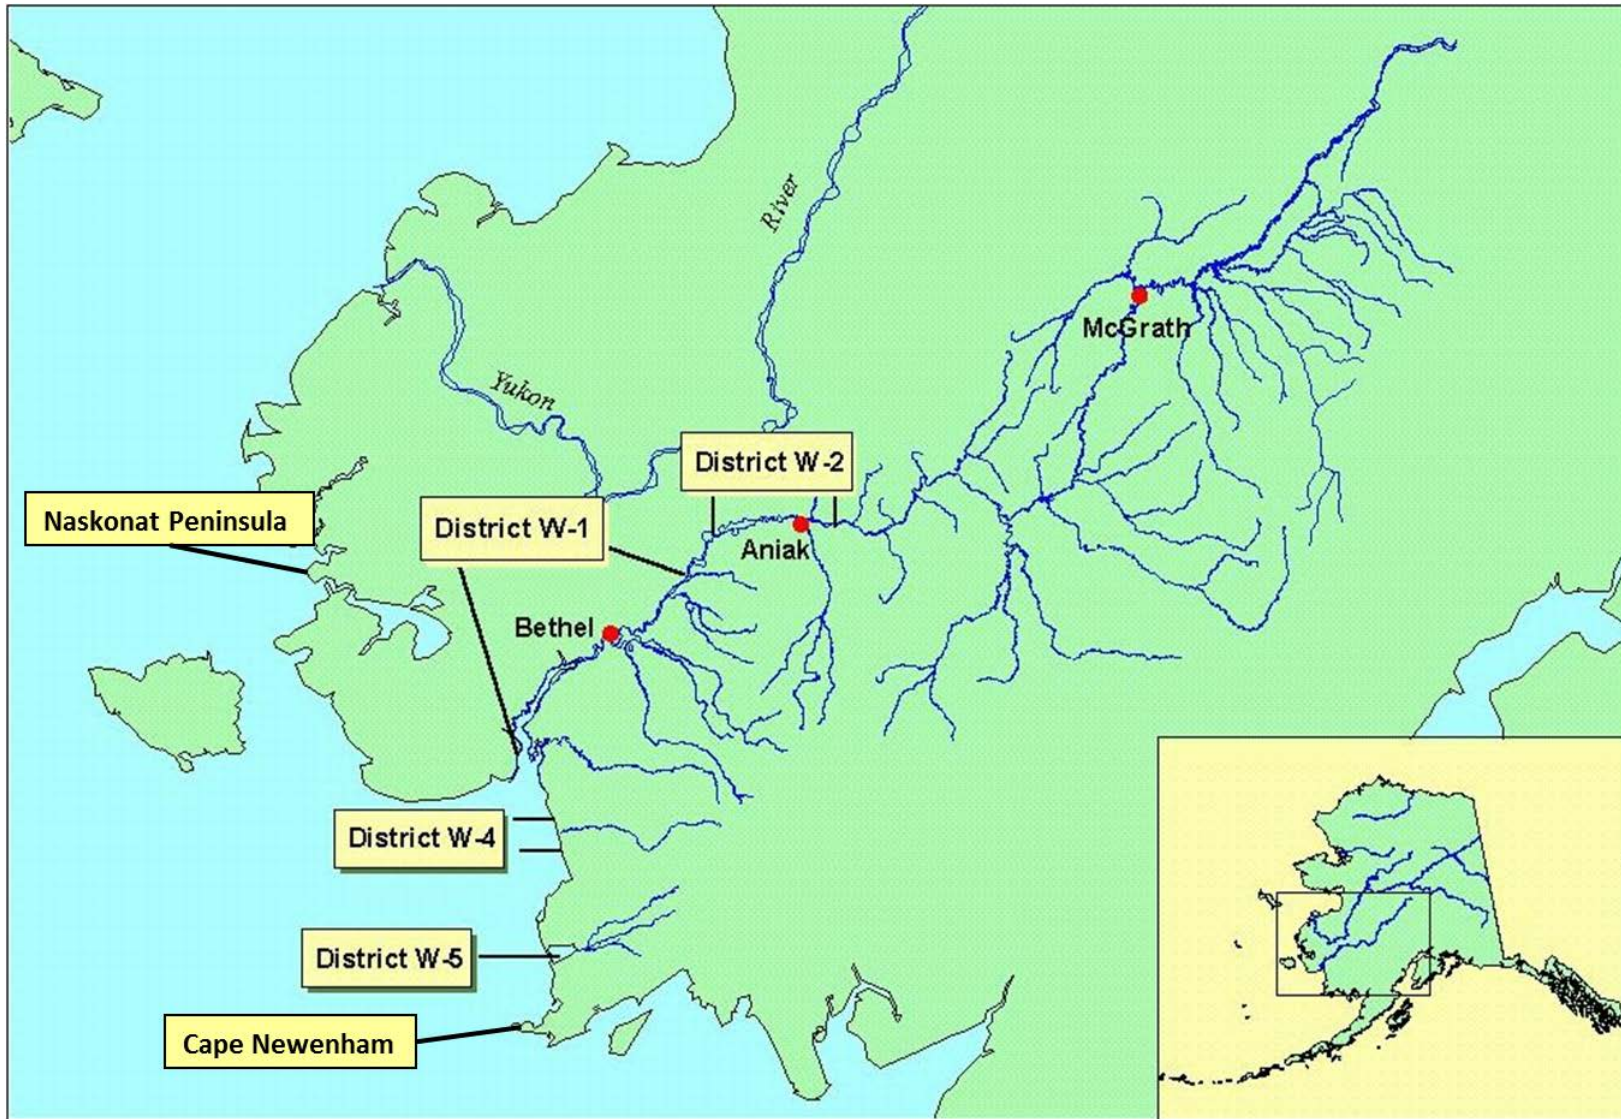 River
McGrath
Yukon
District W-2
Naskonat Peninsula
District W-1
Aniak
Bethel
District W-4
District W-5
Cape Newenham